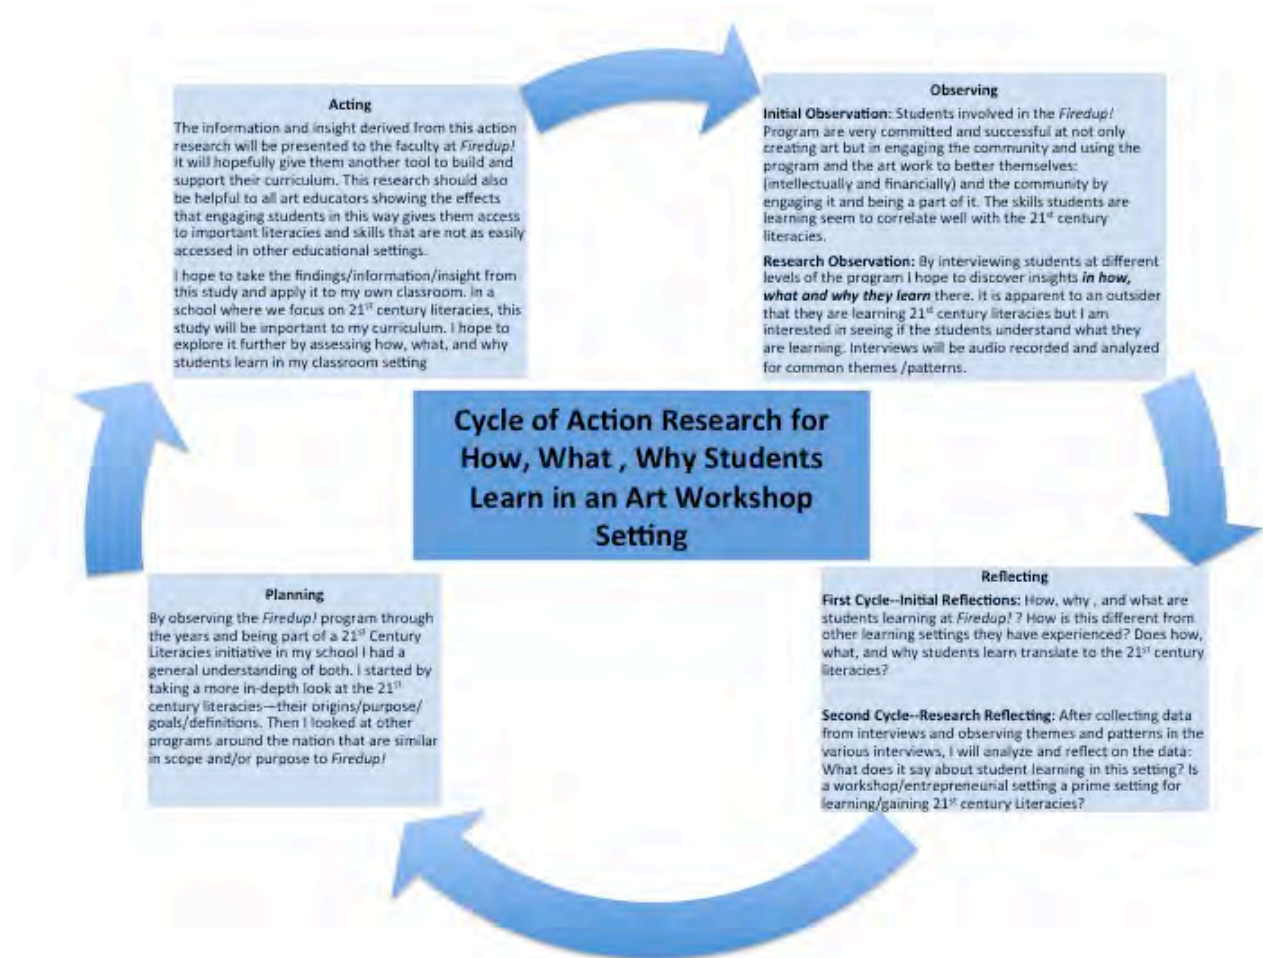 Acting
The information and insight derived from this action
research will be presented to the faculty at Firedup!
It will hopefully give them another tool to build and
support their curriculum. This research should also
be helpful to all art educators showing the effects
that engaging students in this way gives them access
to important literacies and skills that are not as easily
accessed in other educational settings.
I hope to take the findings/information/insight from
this study and apply it to my own classroom. In a
school where we focus on 21st century literacies, this
study will be important to my curriculum. I hope to
explore it further by assessing how, what, and why
students learn in my classroom setting
Observing
Initial Observation: Students involved in the Firedup!
Program are very committed and successful at not only
creating art but in engaging the community and using the
program and the art work to better themselves:
(intellectually and financially) and the community by
engaging it and being a part of it. The skills students are
learning seem to correlate well with the 21st century
literacies.
Research Observation: By interviewing students at different
levels of the program I hope to discover insights in how,
what and why they learn there. It is apparent to an outsider
that they are learning 21st century literacies but I am
interested in seeing if the students understand what they
are learning. Interviews will be audio recorded and analyzed
for common themes /patterns.
Cycle of Action Research for
How, What , Why Students
Learn in an Art Workshop
Setting
Planning
By observing the Firedup! program through
the years and being part of a 21st Century
Literacies initiative in my school I had a
general understanding of both. I started by
taking a more in-depth look at the 21st
century literacies—their origins/purpose/
goals/definitions. Then I looked at other
programs around the nation that are similar
in scope and/or purpose to Firedup!
Reflecting
First Cycle--Initial Reflections: How, why , and what are
students learning at Firedup! ? How is this different from
other learning settings they have experienced? Does how,
what, and why students learn translate to the 21st century
literacies?
Second Cycle--Research Reflecting: After collecting data
from interviews and observing themes and patterns in the
various interviews, I will analyze and reflect on the data:
What does it say about student learning in this setting? Is
a workshop/entrepreneurial setting a prime setting for
learning/gaining 21st century Literacies?